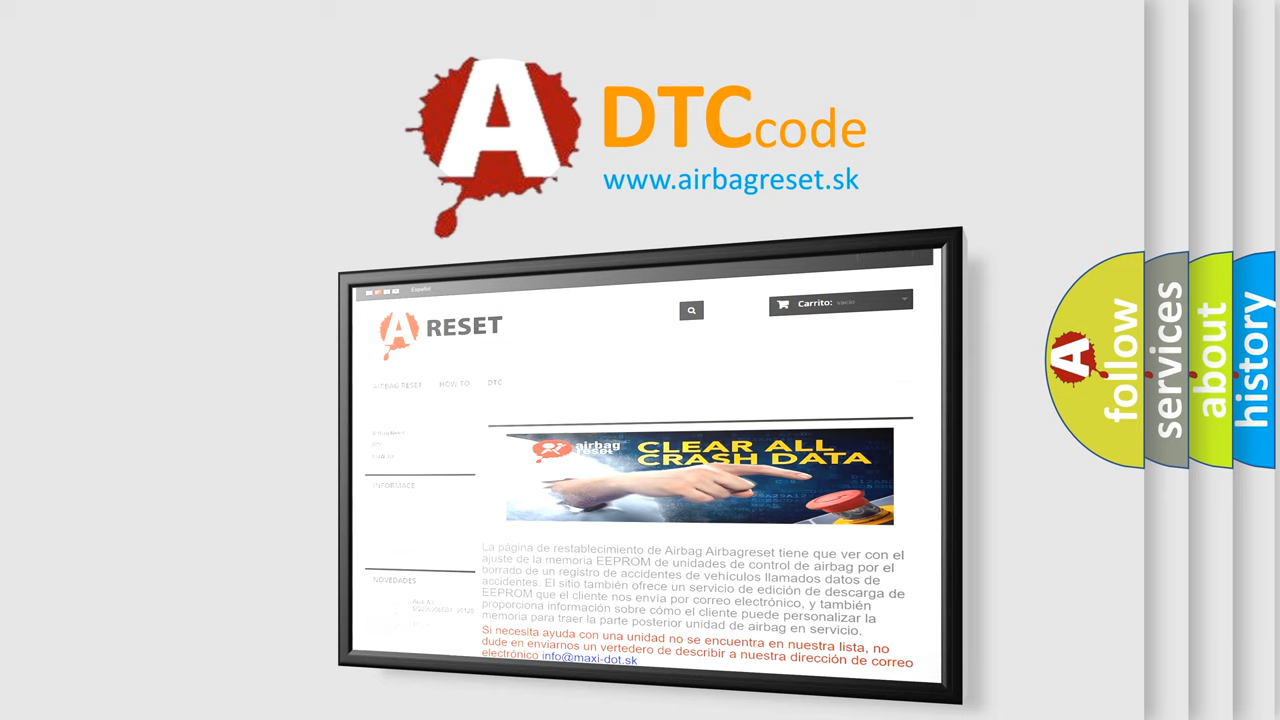 A
DTCcode
www.airbagreset.sk
Español
A RESET
Carrito: vacío
AIRBAG RESET HOW TO DTC
INFORMACE
NOVEDADES
airbag
reset
CLEAR ALL
CRASH DATA
La página de restablecimiento de Airbag Airbagreset tiene que ver con el
ajuste de la memoria EEPROM de unidades de control de airbag por el
borrado de un registro de accidentes de vehículos llamados datos de
accidentes. El sitio también ofrece un servicio de edición de descarga de
EEPROM que el cliente nos envía por correo electrónico, y también
proporciona información sobre cómo el cliente puede personalizar la
memoria para traer la parte posterior unidad de airbag en servicio.
Si necesita ayuda con una unidad no se encuentra en nuestra lista, no
dude en enviarnos un vertedero de describir a nuestra dirección de correo
electrónico info@maxi-dot.sk
A follow
services
about
history